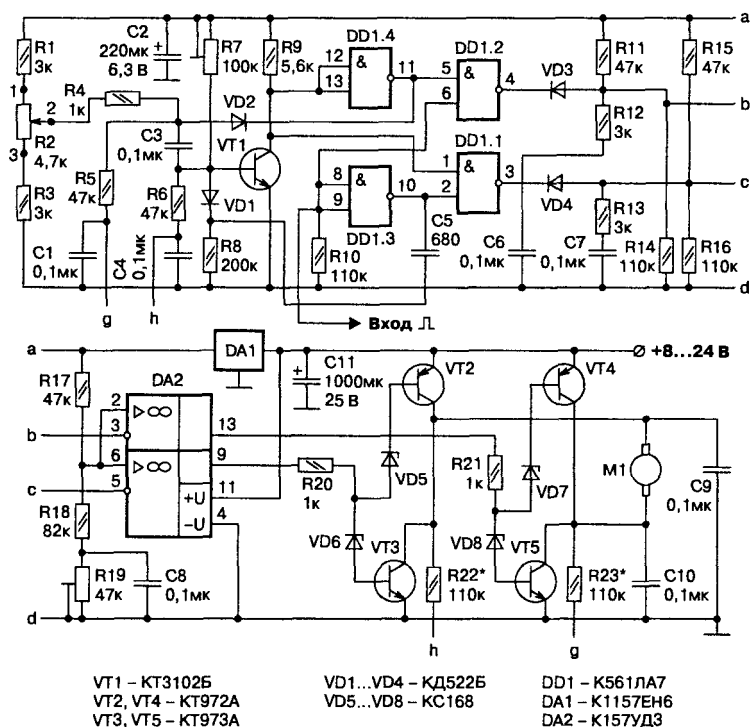 a
R1
3к
C2
220мк
6,3 В
+
R7
100к
R9
5,6к
DD1.4
12
13
&
11
DD1.2
5
6
&
4
VD3
R11
47к
R15
47к
b
R4
1к
1
2
3
R2
4,7к
VD2
C3
0,1мк
VT1
R12
3к
DD1.1
1
2
&
3
VD4
c
R3
3к
R5
47к
R6
47к
VD1
8
9
&
10
DD1.3
C5
680
R13
3к
C1
0,1мк
C4
0,1мк
R8
200к
R10
110к
C6
0,1мк
C7
0,1мк
R14
110к
R16
110к
d
g
h
Вход
a
DA1
C11
1000мк
25 В
+
VT2
VT4
+8...24 В
R17
47к
DA2
2
3
6
5
▷∞
▷∞
13
9
11
4
+U
−U
b
c
R20
1к
VD5
R21
1к
VD7
M1
C9
0,1мк
R18
82к
VD6
VT3
VD8
VT5
R19
47к
C8
0,1мк
R22*
110к
R23*
110к
C10
0,1мк
d
h
g
VT1 – КТ3102Б
VT2, VT4 – КТ972А
VT3, VT5 – КТ973А
VD1...VD4 – КД522Б
VD5...VD8 – КС168
DD1 – К561ЛА7
DA1 – К1157ЕН6
DA2 – К157УД3